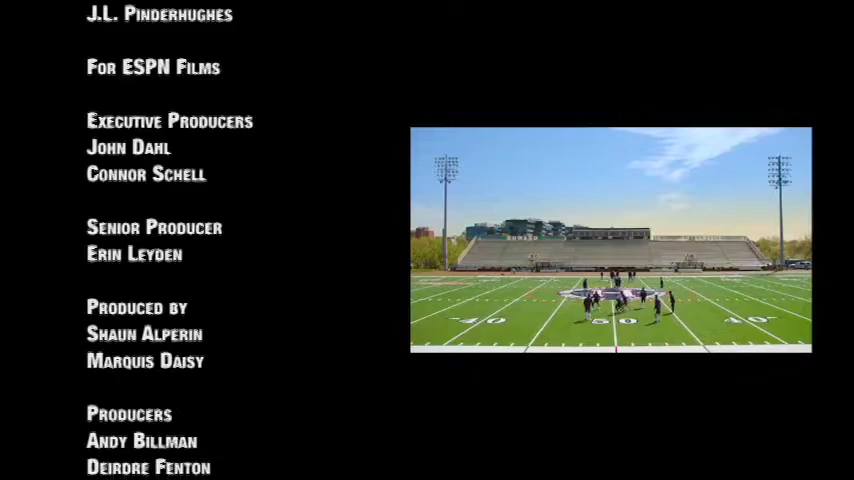 J.L. Pinderhughes
For ESPN Films
Executive Producers
John Dahl
Connor Schell
Senior Producer
Erin Leyden
Produced by
Shaun Alperin
Marquis Daisy
Producers
Andy Billman
Deirdre Fenton
40
50
40